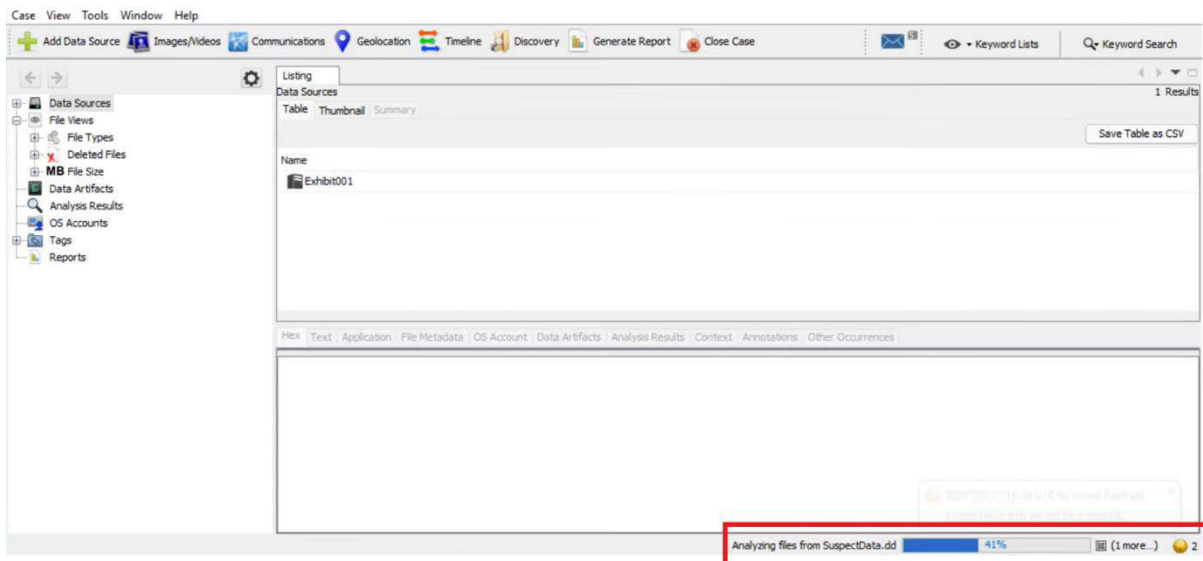 Case View Tools Window Help
Add Data Source Images/Videos Communications Geolocation Timeline Discovery Generate Report Close Case Keyword Lists Keyword Search
Listing
Data Sources 1 Results
Table Thumbnail Summary
Save Table as CSV
Name
Exhibit001
Data Sources
File Views
File Types
Deleted Files
MB File Size
Data Artifacts
Analysis Results
OS Accounts
Tags
Reports
Hex Text Application File Metadata OS Account Data Artifacts Analysis Results Context Annotations Other Occurrences
Analyzing files from SuspectData.dd 41% (1 more...) 2